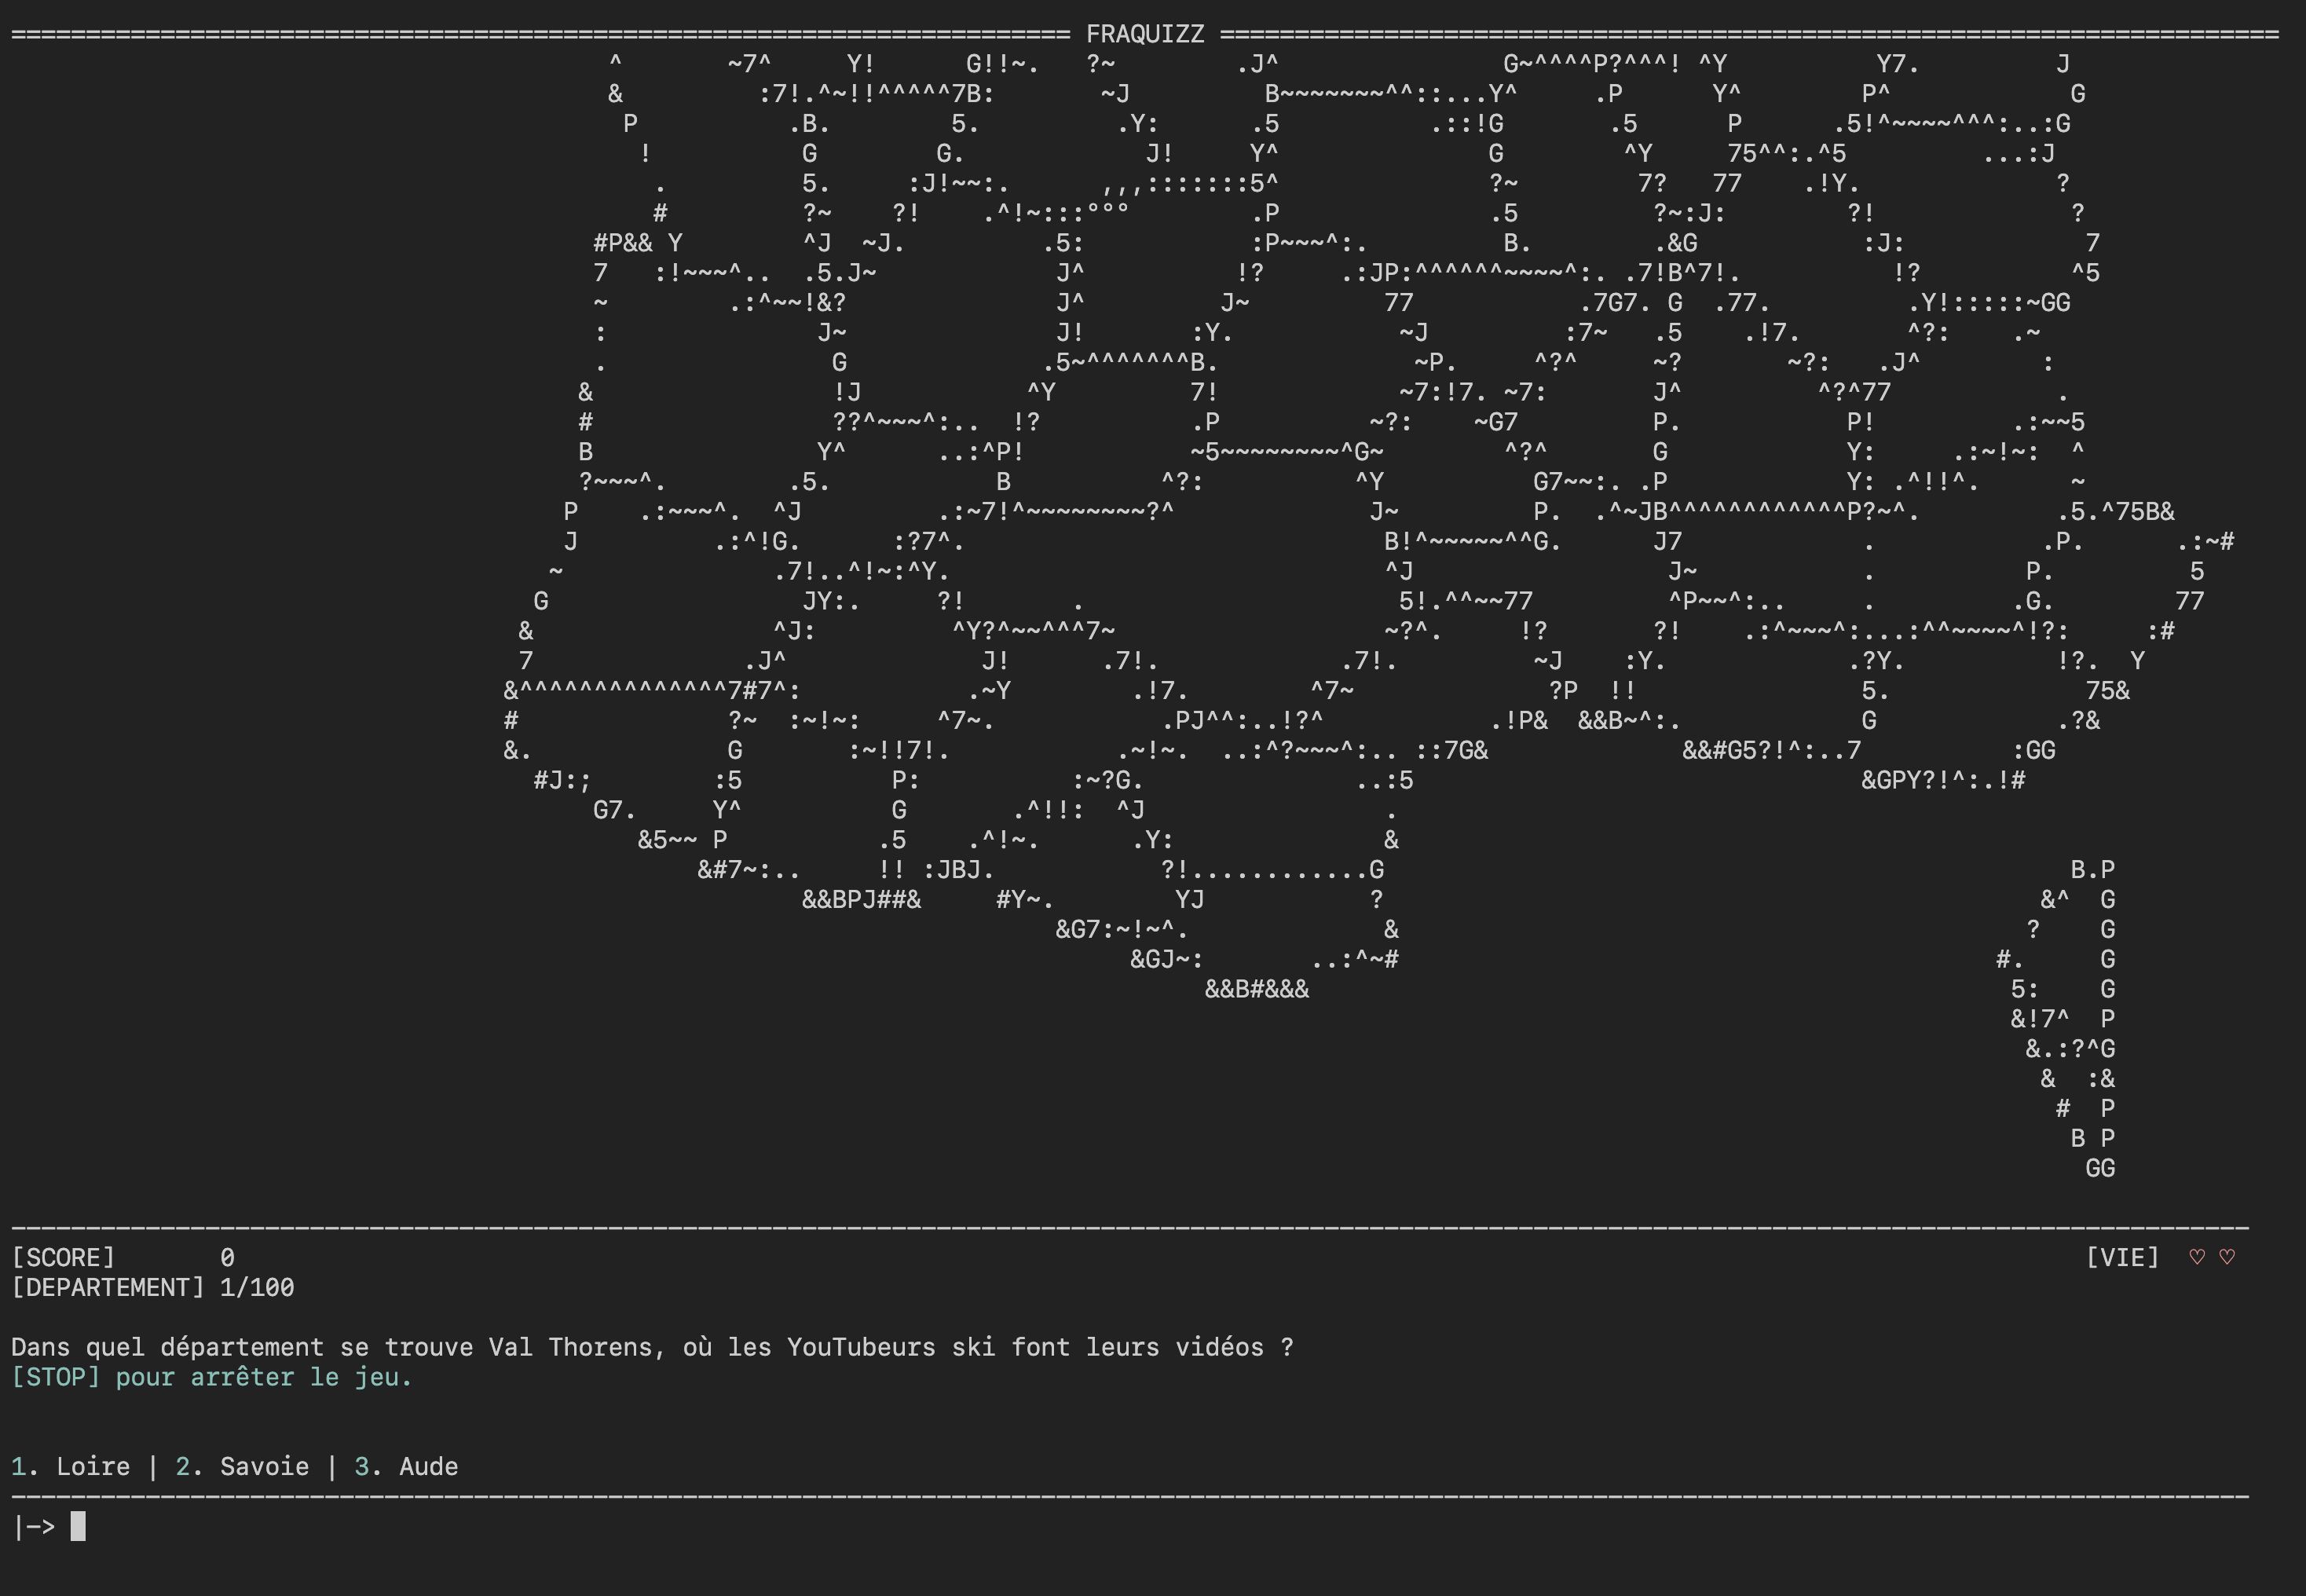 FRAQUIZZ
[SCORE] 0 [VIE] ♡ ♡
[DEPARTEMENT] 1/100
Dans quel département se trouve Val Thorens, où les YouTubeurs ski font leurs vidéos ?
[STOP] pour arrêter le jeu.
1. Loire | 2. Savoie | 3. Aude
|—>